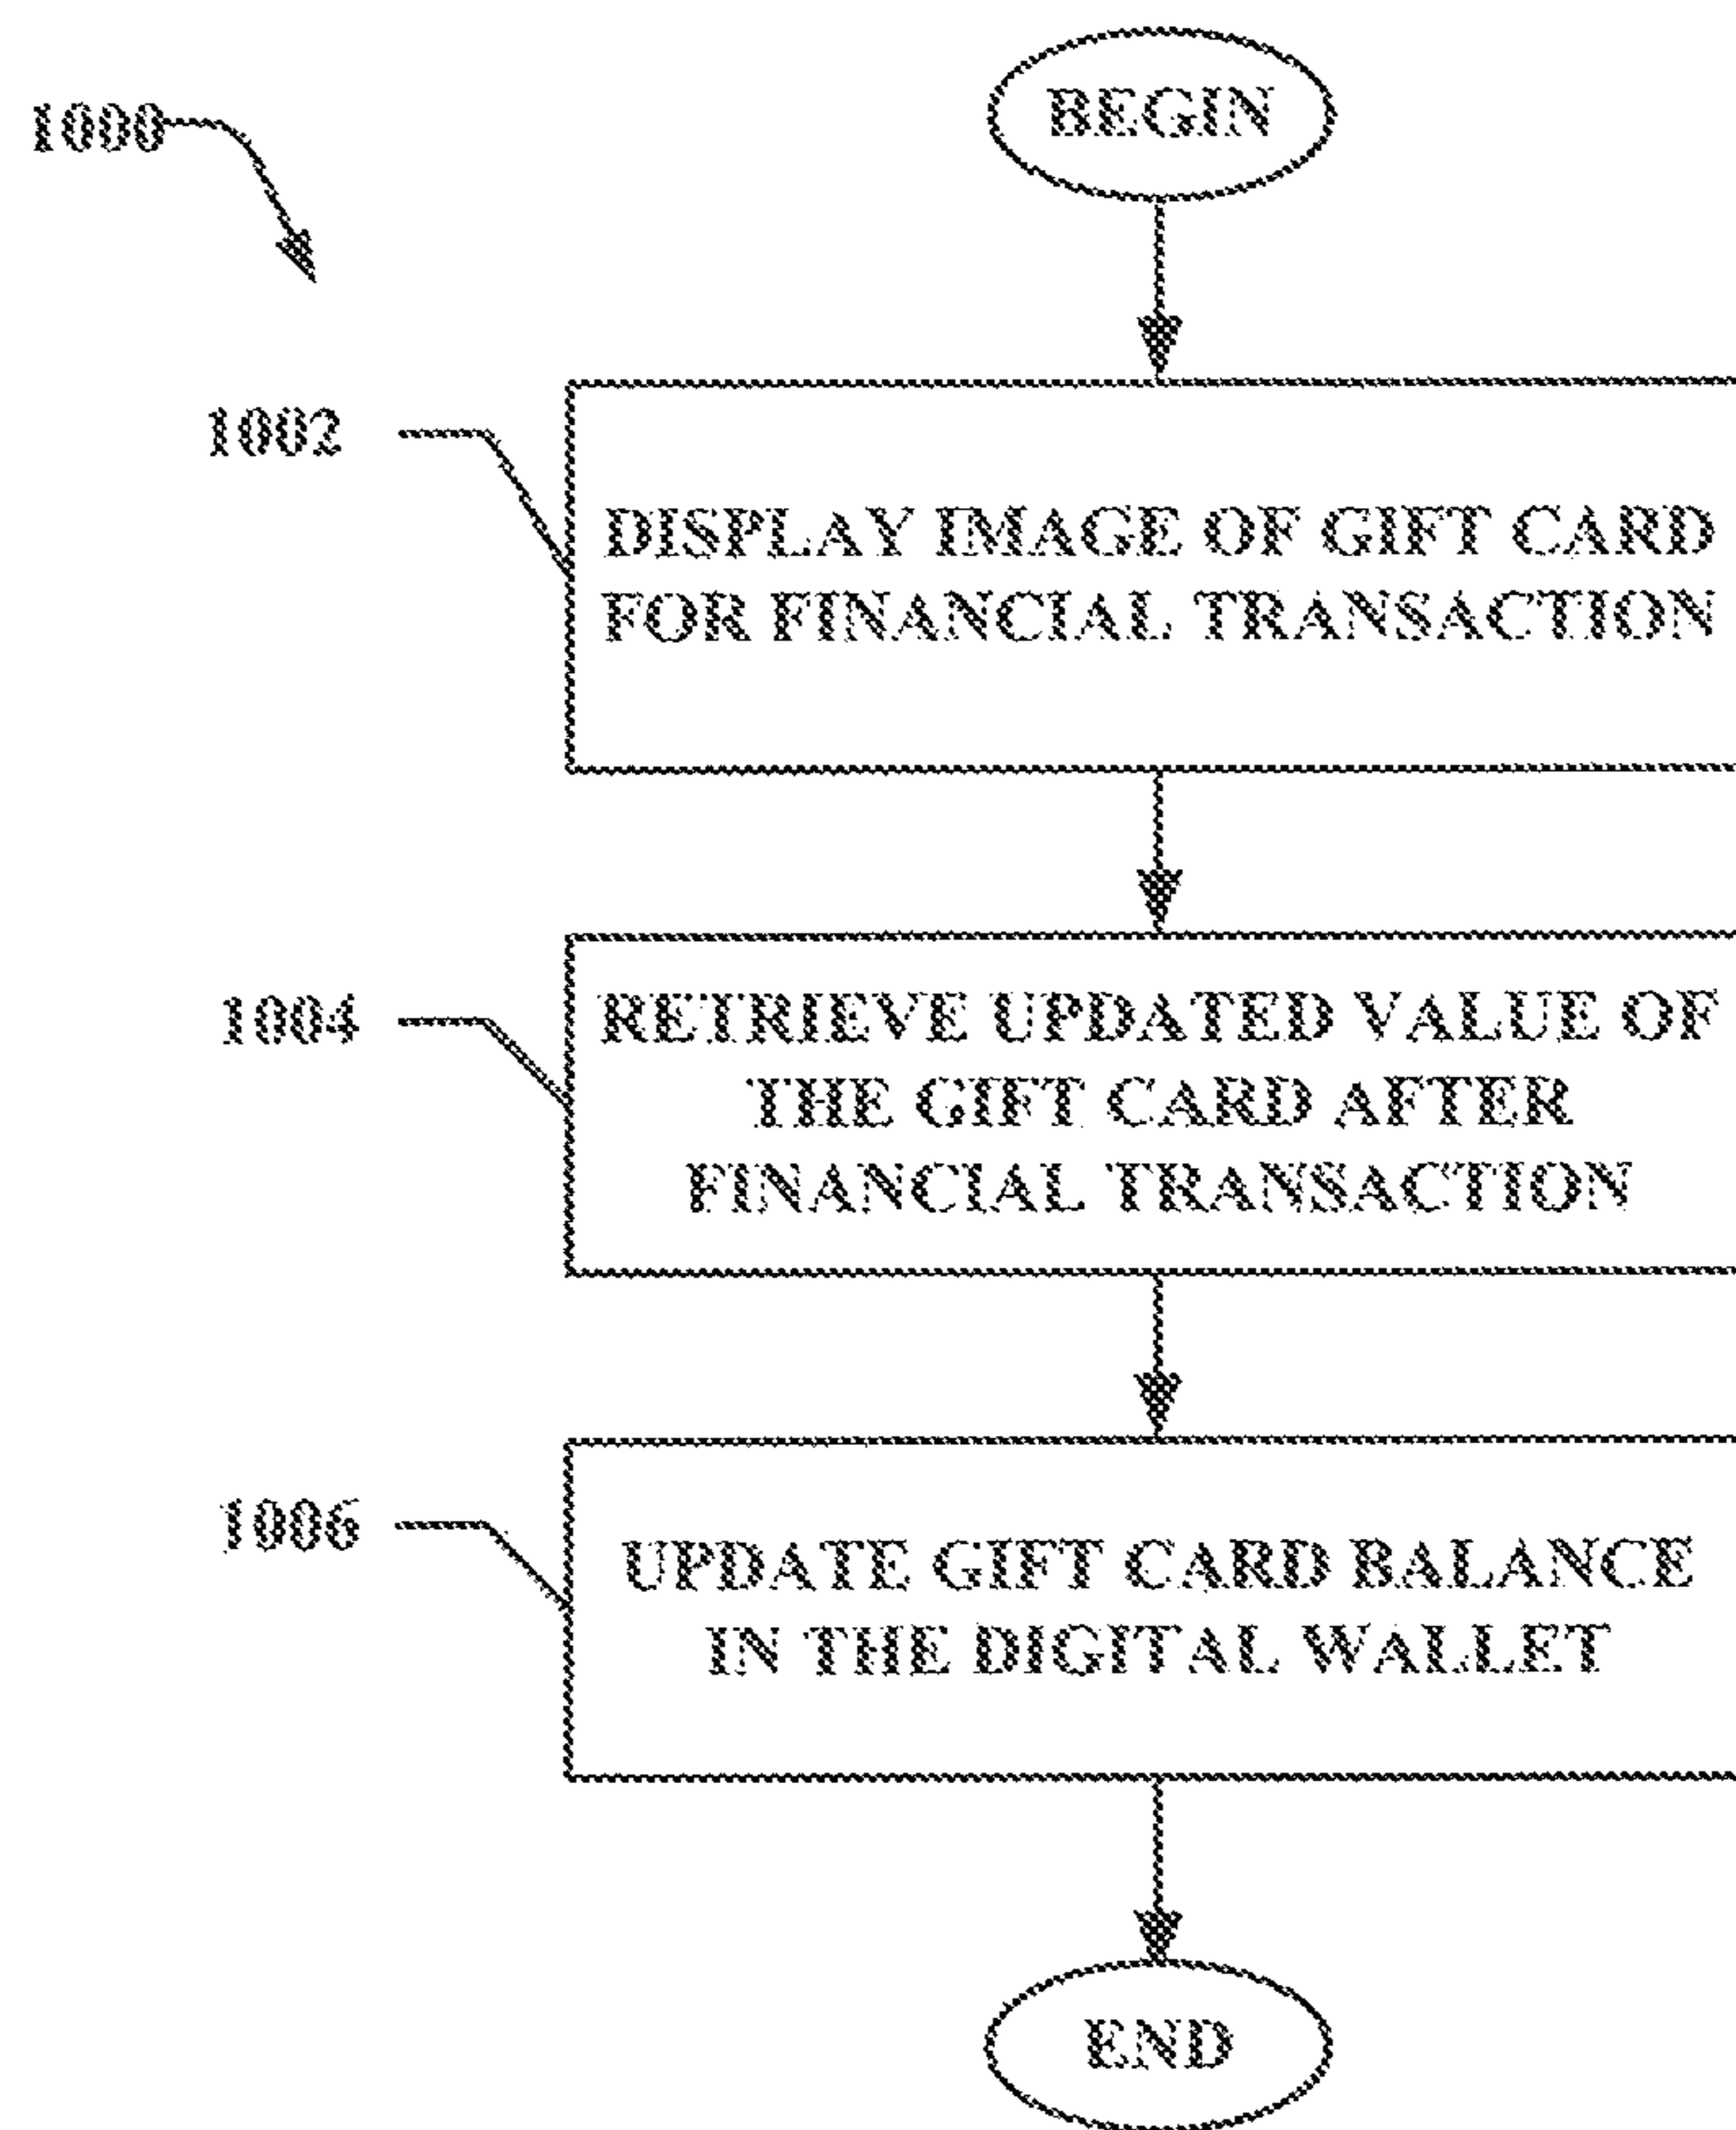 BEGIN
1000
1002
DISPLAY IMAGE OF GIFT CARD
FOR FINANCIAL TRANSACTION
1004
RETRIEVE UPDATED VALUE OF
THE GIFT CARD AFTER
FINANCIAL TRANSACTION
1006
UPDATE GIFT CARD BALANCE
IN THE DIGITAL WALLET
END